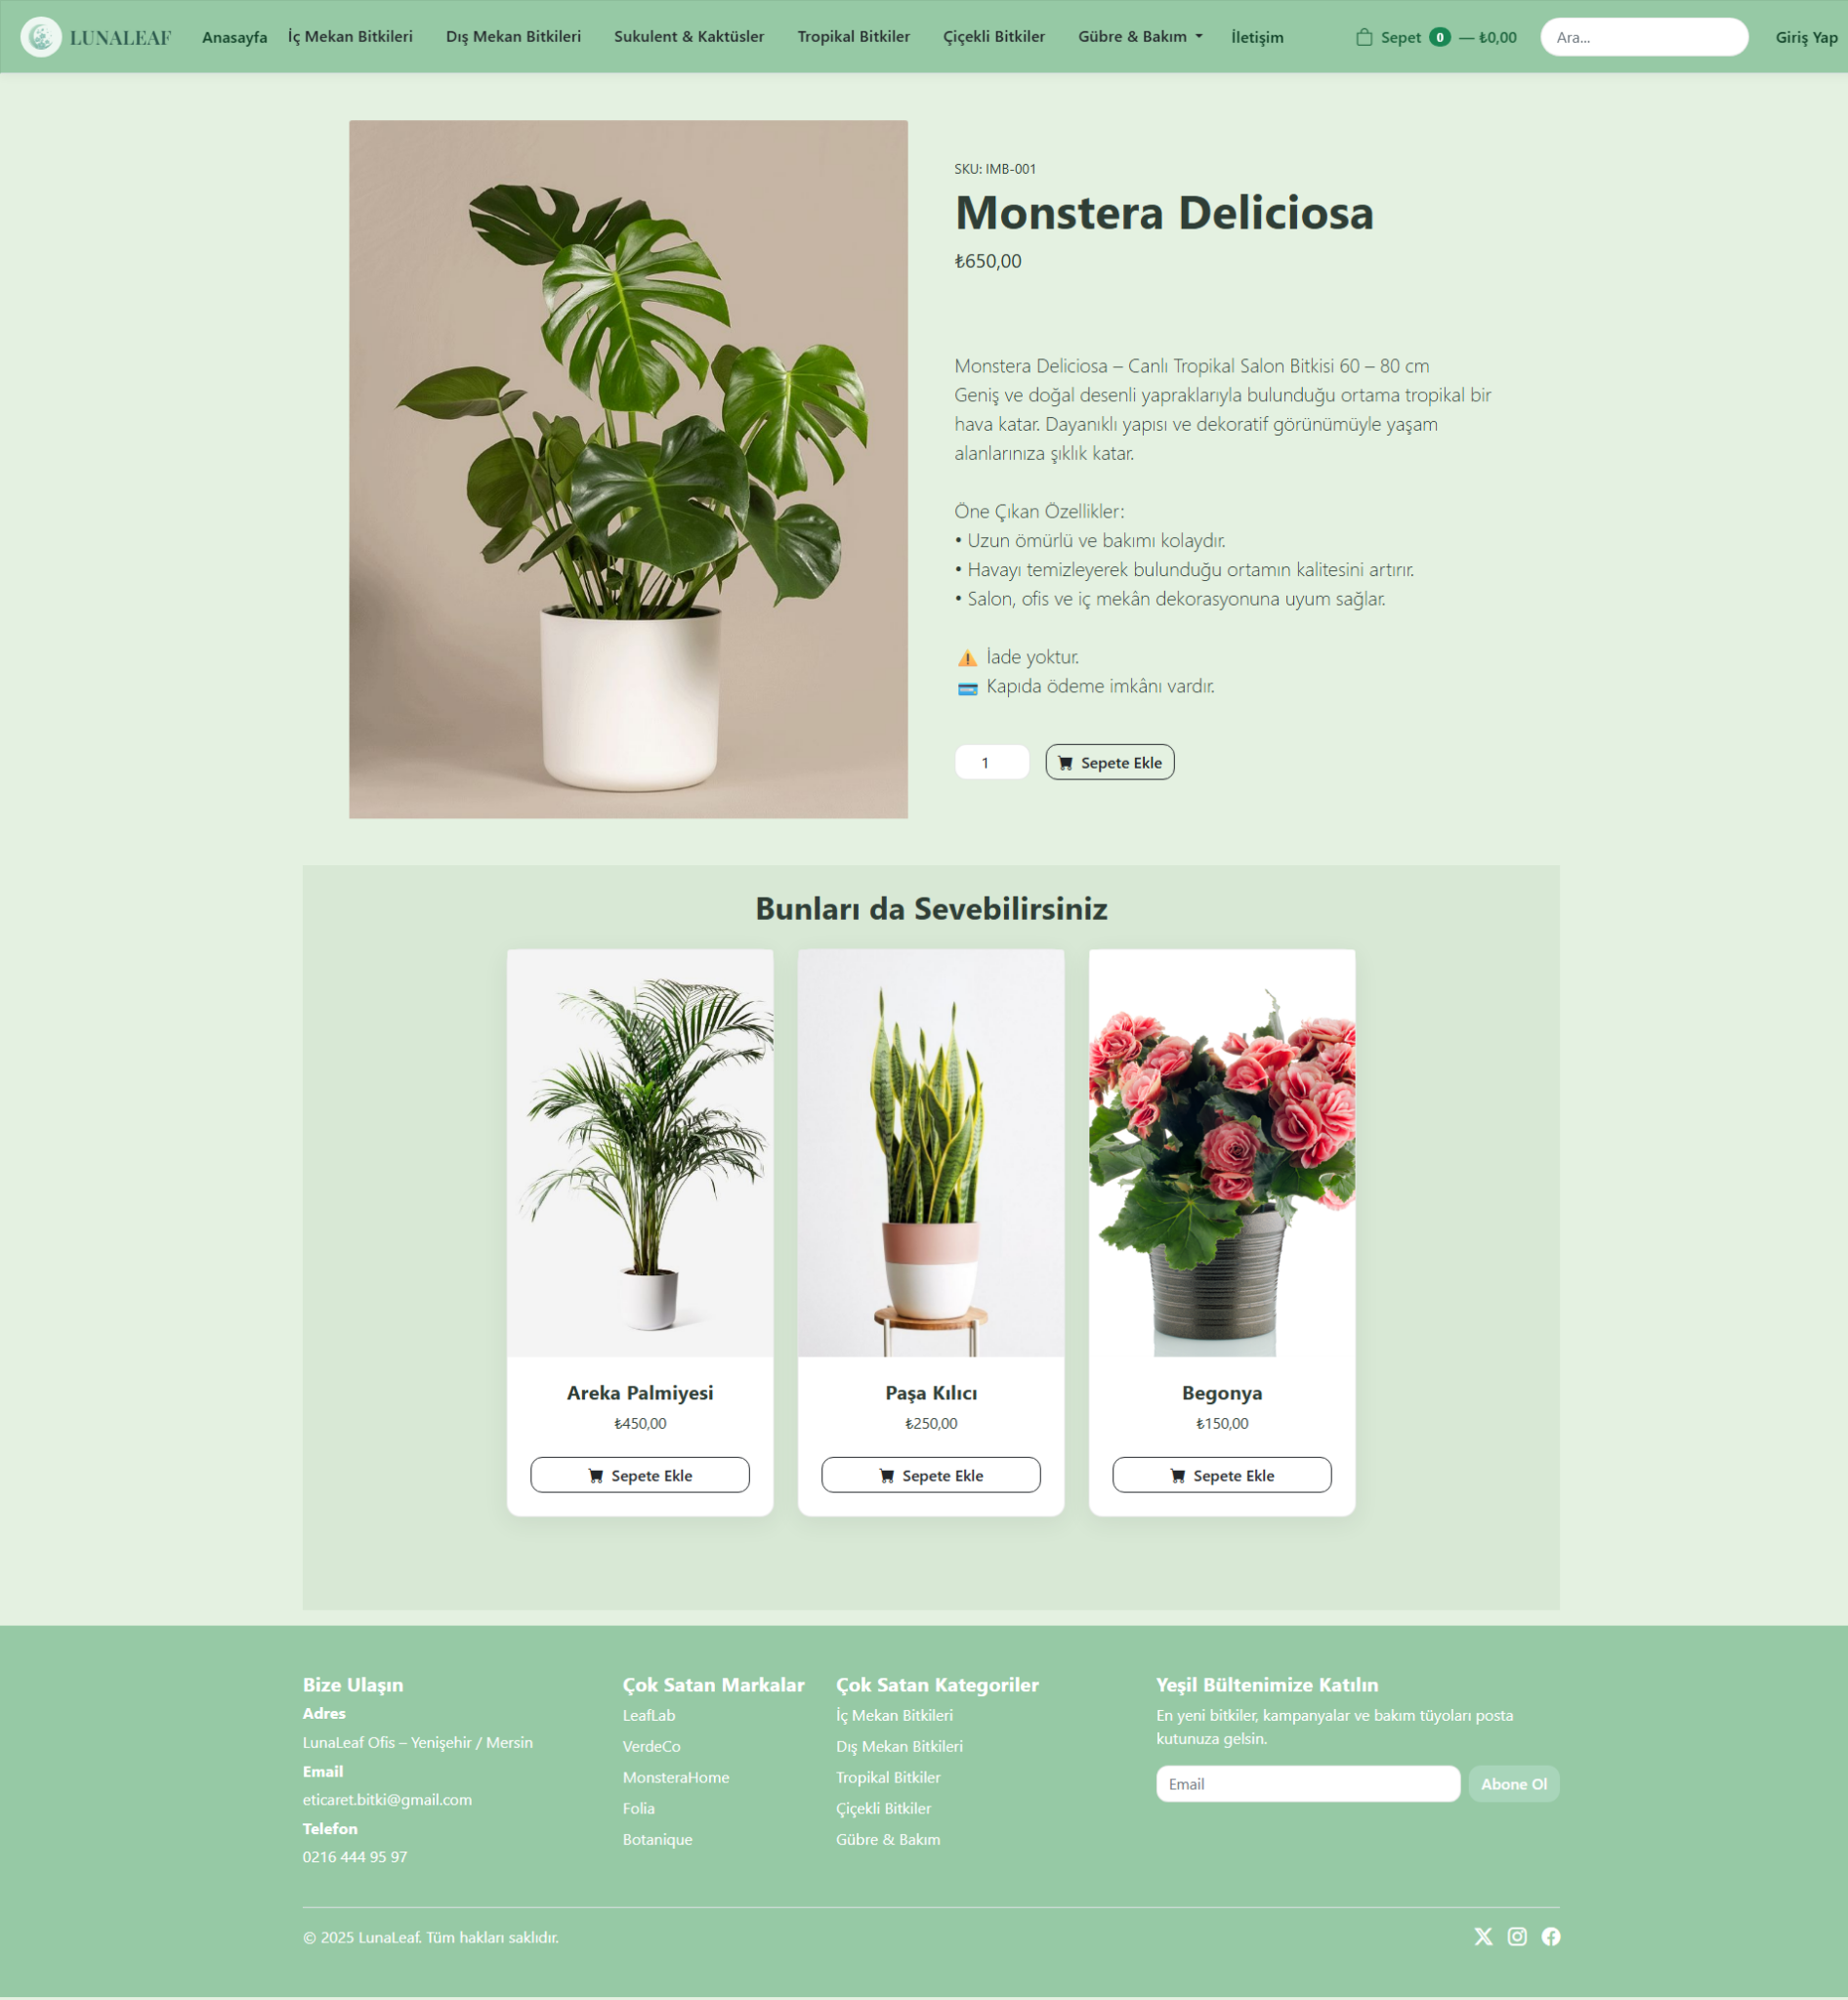 LUNALEAF
Anasayfa
İç Mekan Bitkileri
Dış Mekan Bitkileri
Sukulent & Kaktüsler
Tropikal Bitkiler
Çiçekli Bitkiler
Gübre & Bakım
İletişim
Sepet 0 — ₺0,00
Ara...
Giriş Yap
SKU: IMB-001
Monstera Deliciosa
₺650,00
Monstera Deliciosa – Canlı Tropikal Salon Bitkisi 60 – 80 cm
Geniş ve doğal desenli yapraklarıyla bulunduğu ortama tropikal bir
hava katar. Dayanıklı yapısı ve dekoratif görünümüyle yaşam
alanlarınıza şıklık katar.
Öne Çıkan Özellikler:
• Uzun ömürlü ve bakımı kolaydır.
• Havayı temizleyerek bulunduğu ortamın kalitesini artırır.
• Salon, ofis ve iç mekân dekorasyonuna uyum sağlar.
⚠️ İade yoktur.
💳 Kapıda ödeme imkânı vardır.
1
Sepete Ekle
Bunları da Sevebilirsiniz
Areka Palmiyesi
₺450,00
Sepete Ekle
Paşa Kılıcı
₺250,00
Sepete Ekle
Begonya
₺150,00
Sepete Ekle
Bize Ulaşın
Adres
LunaLeaf Ofis – Yenişehir / Mersin
Email
eticaret.bitki@gmail.com
Telefon
0216 444 95 97
Çok Satan Markalar
LeafLab
VerdeCo
MonsteraHome
Folia
Botanique
Çok Satan Kategoriler
İç Mekan Bitkileri
Dış Mekan Bitkileri
Tropikal Bitkiler
Çiçekli Bitkiler
Gübre & Bakım
Yeşil Bültenimize Katılın
En yeni bitkiler, kampanyalar ve bakım tüyoları posta
kutunuza gelsin.
Email
Abone Ol
© 2025 LunaLeaf. Tüm hakları saklıdır.